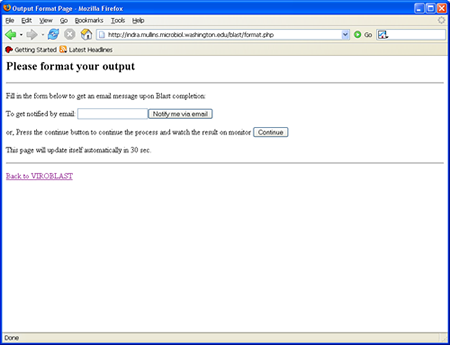 Output Format Page - Mozilla Firefox
File Edit View Go Bookmarks Tools Help
http://indra.mullins.microbiol.washington.edu/blast/format.php Go
Getting Started Latest Headlines
Please format your output
Fill in the form below to get an email message upon Blast completion:
To get notified by email: Notify me via email
or, Press the continue button to continue the process and watch the result on monitor Continue
This page will update itself automatically in 30 sec.
Back to VIROBLAST
Done